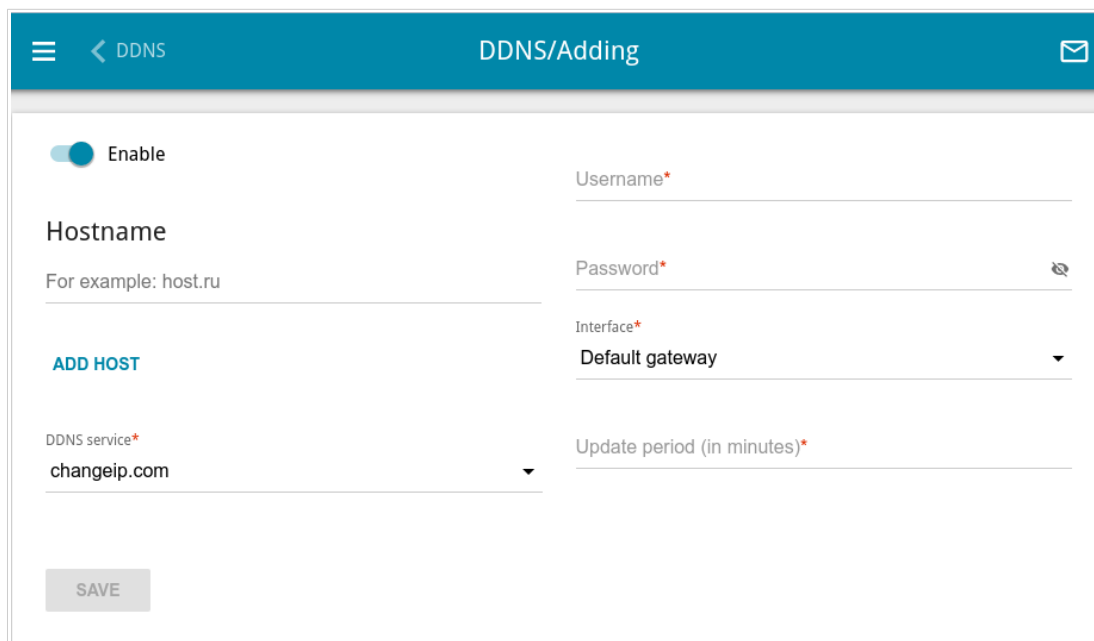 DDNS
DDNS/Adding
Enable
Hostname
For example: host.ru
ADD HOST
DDNS service*
changeip.com
SAVE
Username*
Password*
Interface*
Default gateway
Update period (in minutes)*